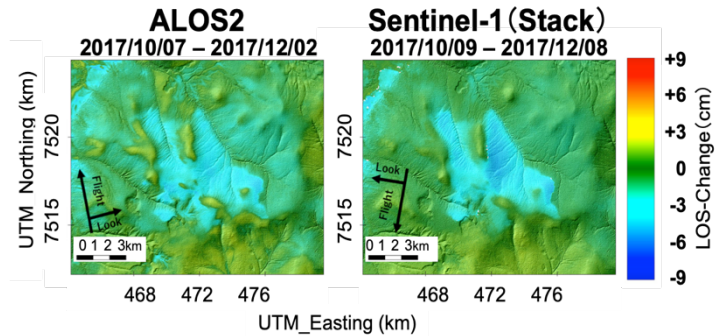 ALOS2
2017/10/07 – 2017/12/02
Sentinel-1(Stack)
2017/10/09 – 2017/12/08
UTM_Northing (km)
7520
7515
Flight
Look
0 1 2 3km
468 472 476
7520
7515
Look
Flight
0 1 2 3km
468 472 476
UTM_Easting (km)
+9
+6
+3
0
-3
-6
-9
LOS-Change(cm)